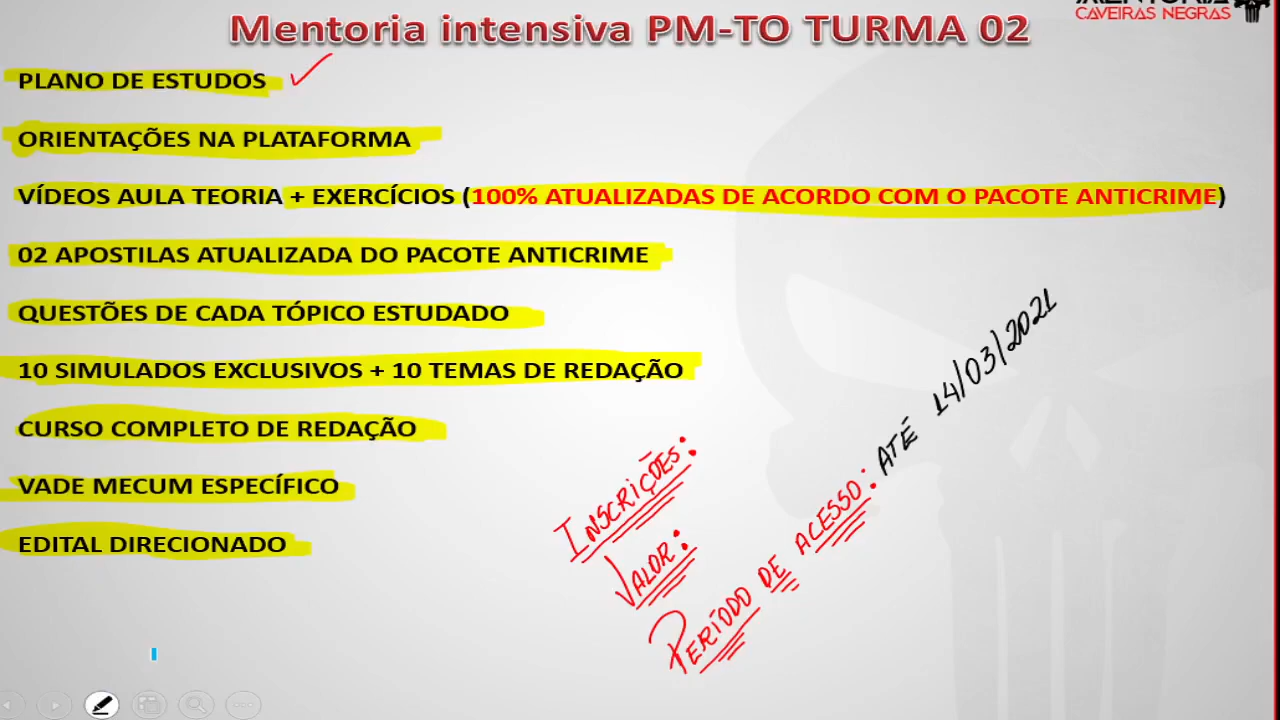 MENTORIA
CAVEIRAS NEGRAS
Mentoria intensiva PM-TO TURMA 02
PLANO DE ESTUDOS
ORIENTAÇÕES NA PLATAFORMA
VÍDEOS AULA TEORIA + EXERCÍCIOS (100% ATUALIZADAS DE ACORDO COM O PACOTE ANTICRIME)
02 APOSTILAS ATUALIZADA DO PACOTE ANTICRIME
QUESTÕES DE CADA TÓPICO ESTUDADO
10 SIMULADOS EXCLUSIVOS + 10 TEMAS DE REDAÇÃO
CURSO COMPLETO DE REDAÇÃO
VADE MECUM ESPECÍFICO
EDITAL DIRECIONADO
INSCRIÇÕES:
VALOR:
PERÍODO DE ACESSO: ATÉ 14/03/2021